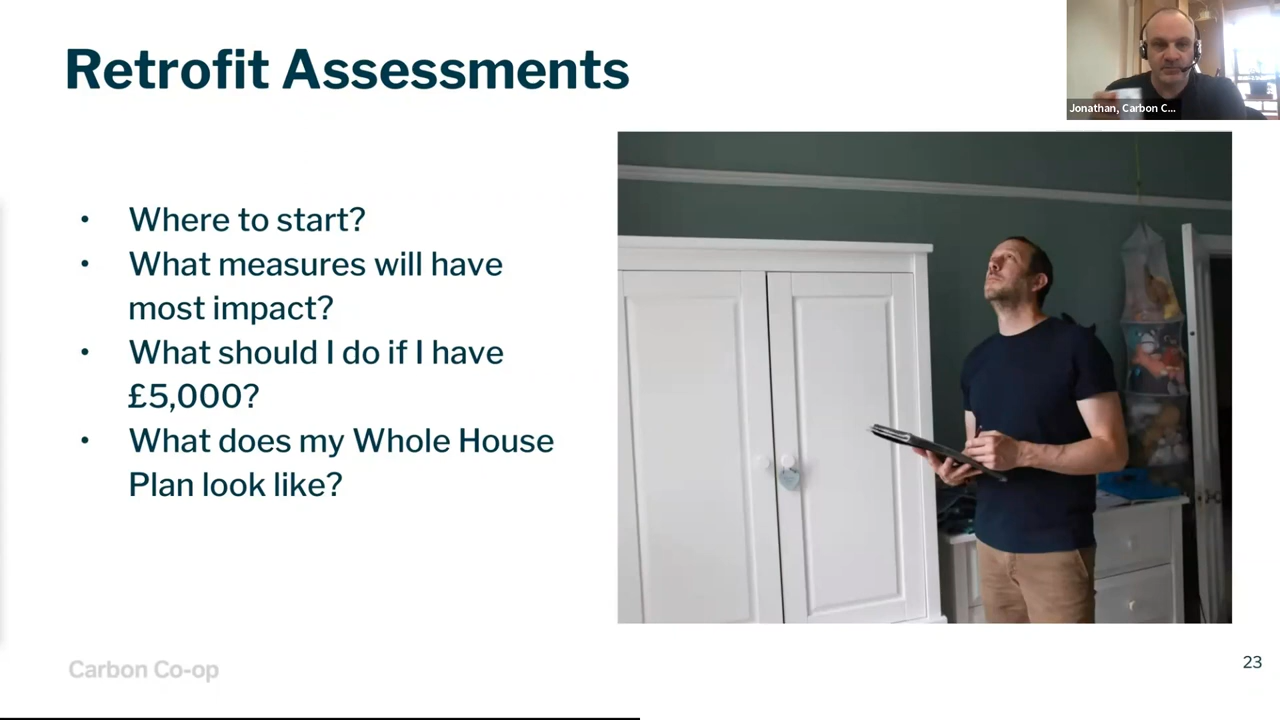 Retrofit Assessments
Jonathan, Carbon C...
• Where to start?
• What measures will have
most impact?
• What should I do if I have
£5,000?
• What does my Whole House
Plan look like?
Carbon Co-op
23